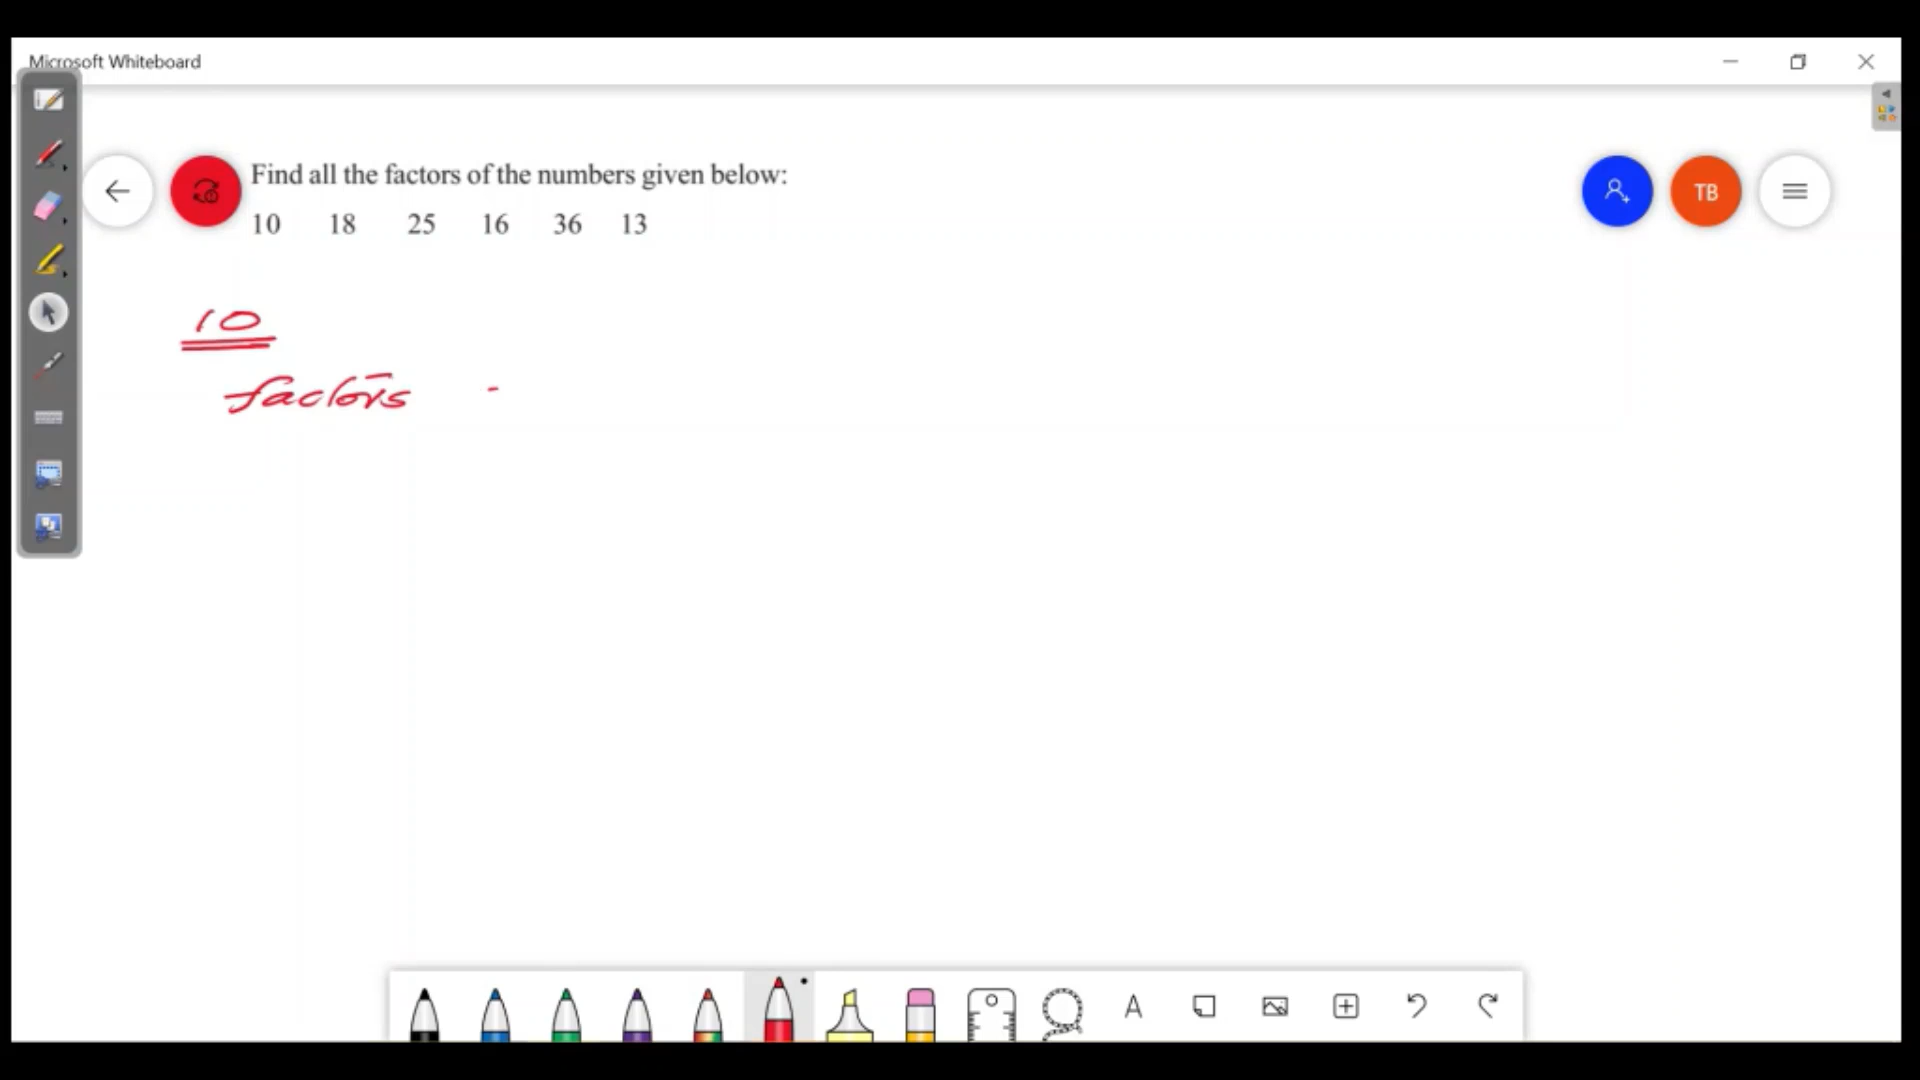 Microsoft Whiteboard
Find all the factors of the numbers given below:
10 18 25 16 36 13
TB
10
factors -
A